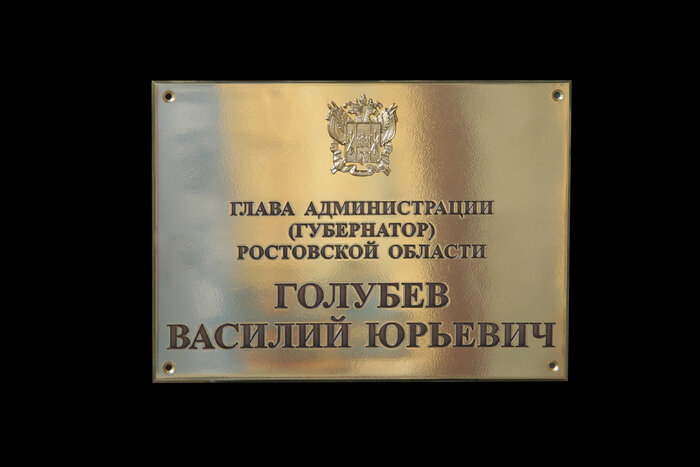 ГЛАВА АДМИНИСТРАЦИИ
(ГУБЕРНАТОР)
РОСТОВСКОЙ ОБЛАСТИ
ГОЛУБЕВ
ВАСИЛИЙ ЮРЬЕВИЧ